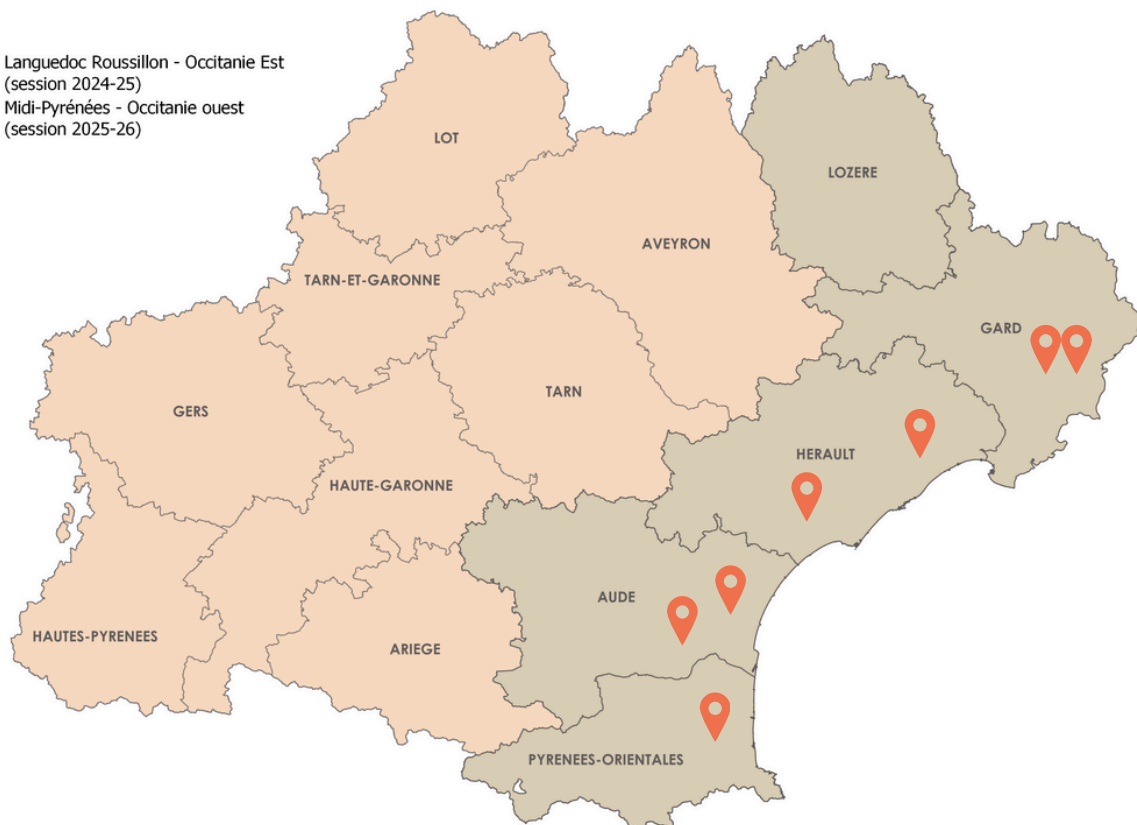 Languedoc Roussillon - Occitanie Est
(session 2024-25)
Midi-Pyrénées - Occitanie ouest
(session 2025-26)
LOT
LOZERE
AVEYRON
TARN-ET-GARONNE
GARD
TARN
GERS
HERAULT
HAUTE-GARONNE
AUDE
HAUTES-PYRENEES
ARIEGE
PYRENEES-ORIENTALES